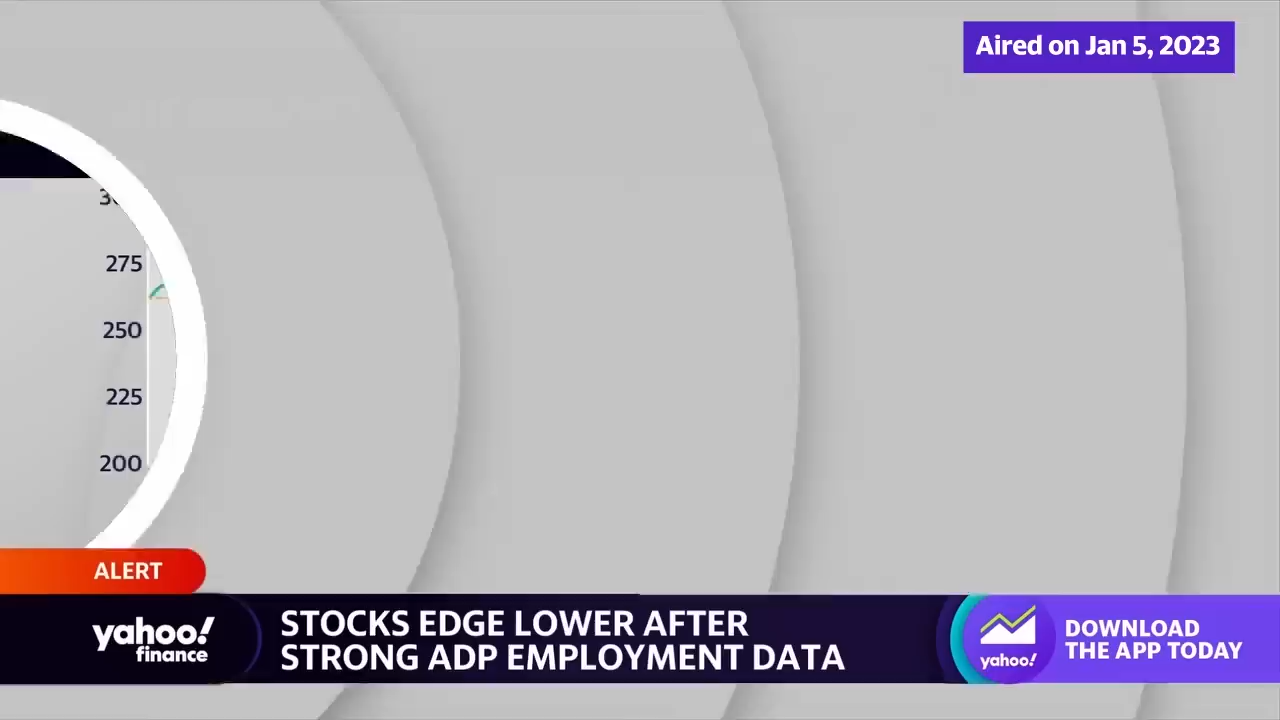 Aired on Jan 5, 2023
275
250
225
200
ALERT
yahoo!
finance
STOCKS EDGE LOWER AFTER
STRONG ADP EMPLOYMENT DATA
yahoo!
DOWNLOAD
THE APP TODAY